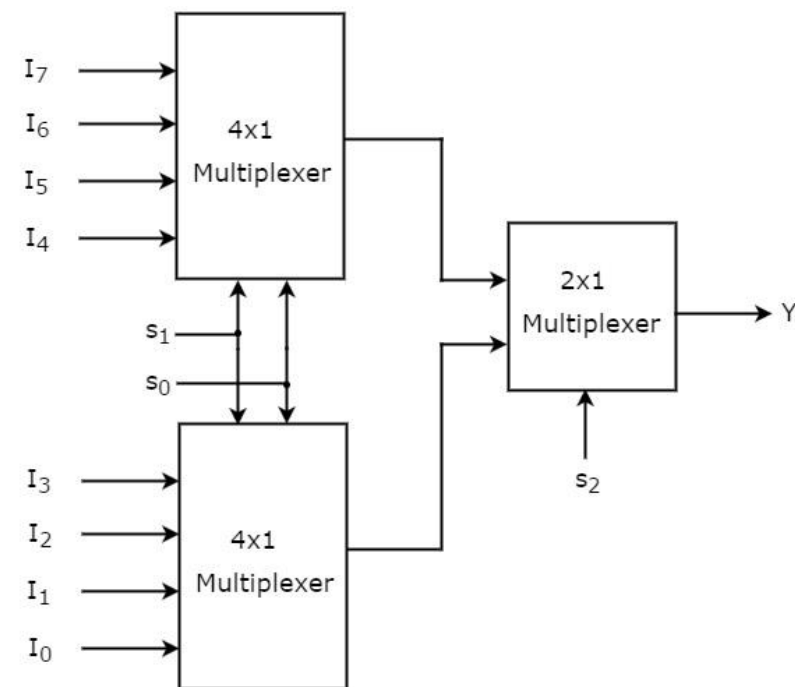 I7
I6
I5
I4
4x1
Multiplexer
s1
s0
I3
I2
I1
I0
4x1
Multiplexer
2x1
Multiplexer
s2
Y